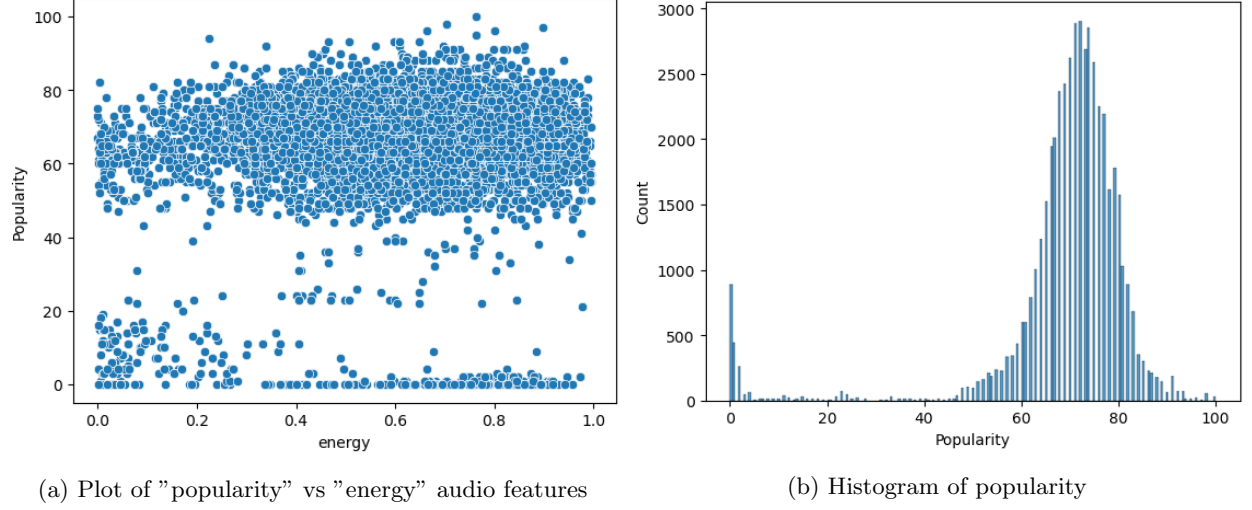 100
80
60
40
20
0
Popularity
0.0 0.2 0.4 0.6 0.8 1.0
energy
(a) Plot of ”popularity” vs ”energy” audio features
3000
2500
2000
1500
1000
500
0
Count
0 20 40 60 80 100
Popularity
(b) Histogram of popularity